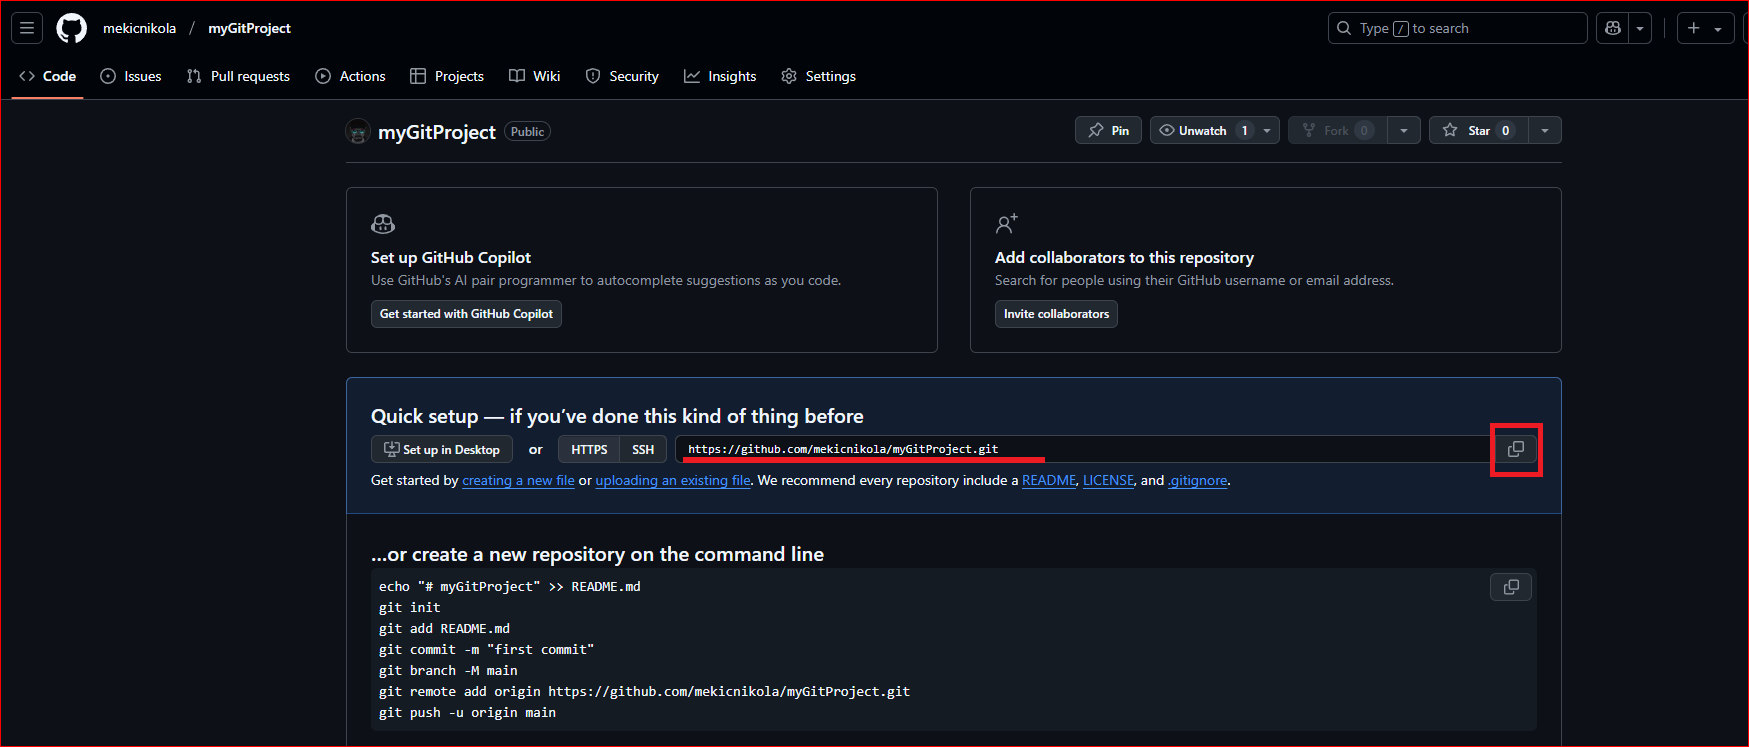 mekicnikola / myGitProject
Type / to search
Code Issues Pull requests Actions Projects Wiki Security Insights Settings
myGitProject Public
Pin Unwatch 1 Fork 0 Star 0
Set up GitHub Copilot
Use GitHub's AI pair programmer to autocomplete suggestions as you code.
Get started with GitHub Copilot
Add collaborators to this repository
Search for people using their GitHub username or email address.
Invite collaborators
Quick setup — if you’ve done this kind of thing before
Set up in Desktop or HTTPS SSH https://github.com/mekicnikola/myGitProject.git
Get started by creating a new file or uploading an existing file. We recommend every repository include a README, LICENSE, and .gitignore.
…or create a new repository on the command line
echo "# myGitProject" >> README.md
git init
git add README.md
git commit -m "first commit"
git branch -M main
git remote add origin https://github.com/mekicnikola/myGitProject.git
git push -u origin main